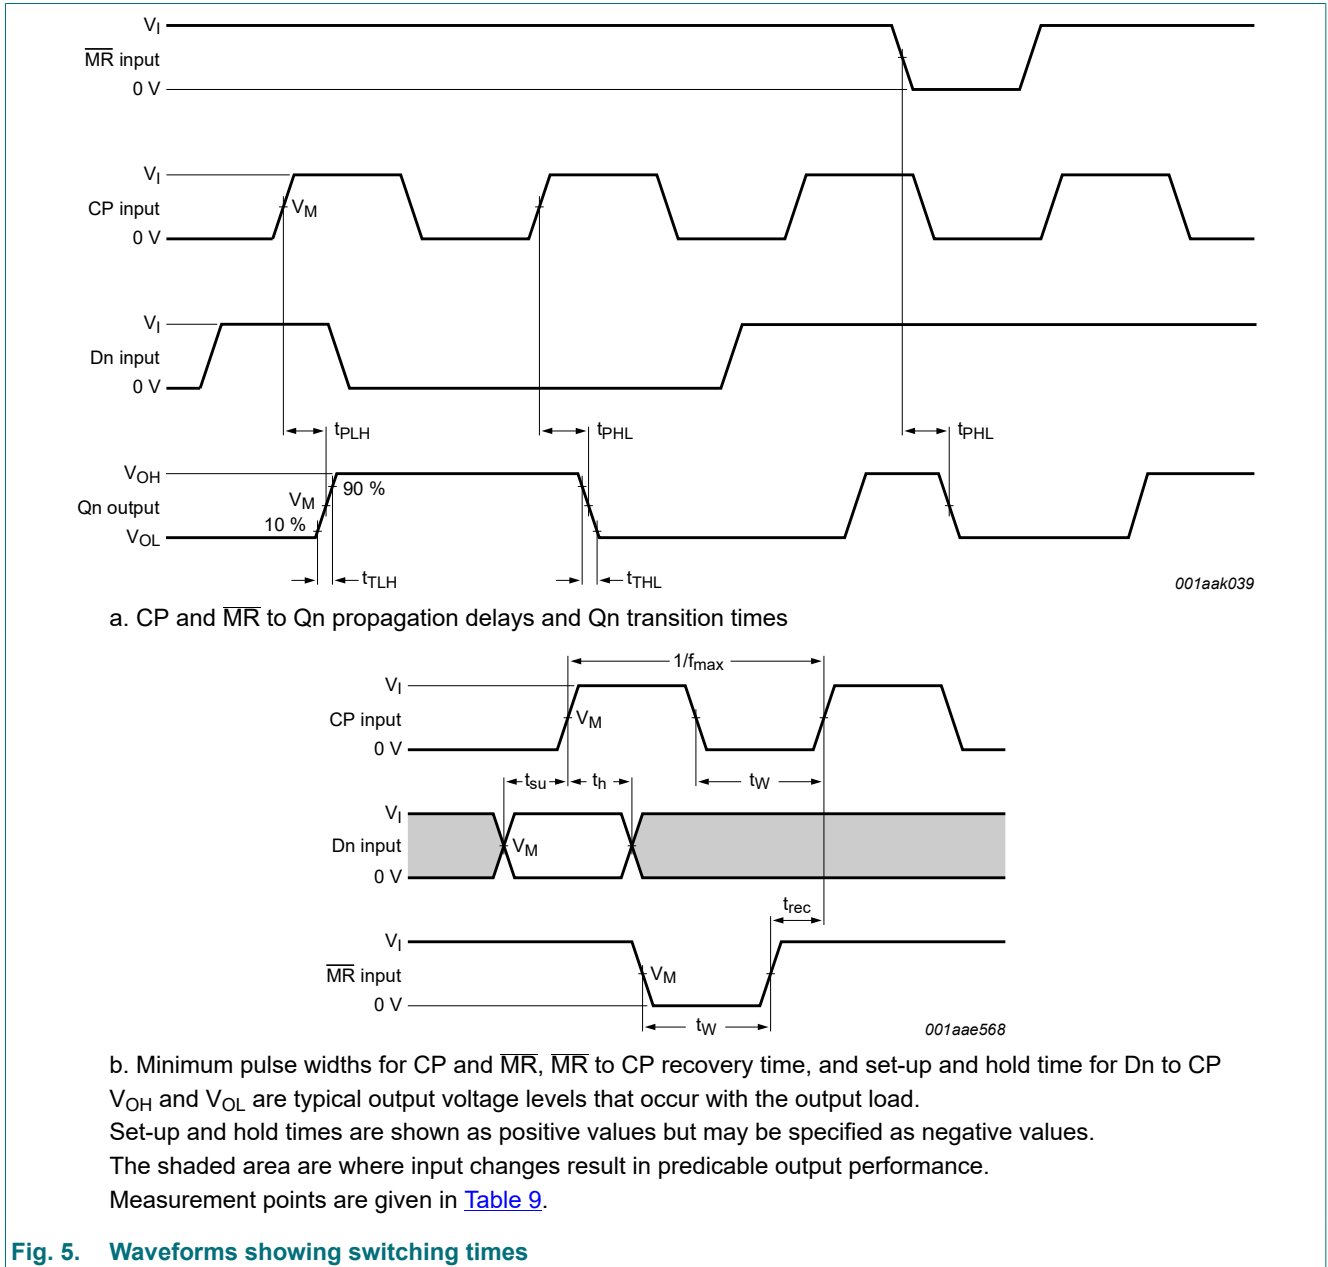 VI
MR input
0 V
VI
CP input
VM
0 V
VI
Dn input
0 V
tPLH
tPHL
tPHL
VOH
90 %
VM
Qn output
10 %
VOL
tTLH
tTHL
001aak039
a. CP and MR to Qn propagation delays and Qn transition times
1/fmax
VI
CP input
VM
0 V
tsu
th
tW
VI
Dn input
VM
0 V
trec
VI
MR input
VM
0 V
tW
001aae568
b. Minimum pulse widths for CP and MR, MR to CP recovery time, and set-up and hold time for Dn to CP
VOH and VOL are typical output voltage levels that occur with the output load.
Set-up and hold times are shown as positive values but may be specified as negative values.
The shaded area are where input changes result in predicable output performance.
Measurement points are given in Table 9.
Fig. 5. Waveforms showing switching times